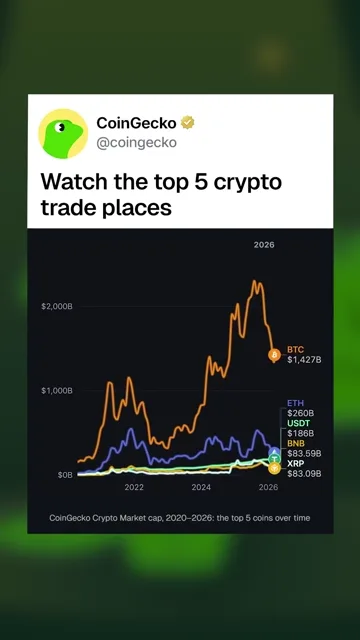 CoinGecko
@coingecko
Watch the top 5 crypto
trade places
2026
$2,000B
BTC
$1,427B
$1,000B
ETH
$260B
USDT
$186B
BNB
$83.59B
XRP
$83.09B
$0B
2022
2024
2026
CoinGecko Crypto Market cap, 2020–2026: the top 5 coins over time